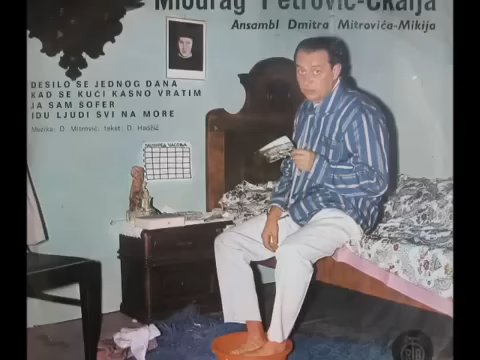 Miodrag Petrović-Čkalja
Ansambl Dmitra Mitrovića-Mikija
DESILO SE JEDNOG DANA
KAD SE KUĆI KASNO VRATIM
JA SAM ŠOFER
IDU LJUDI SVI NA MORE
Muzika: D. Mitrović, tekst: D.